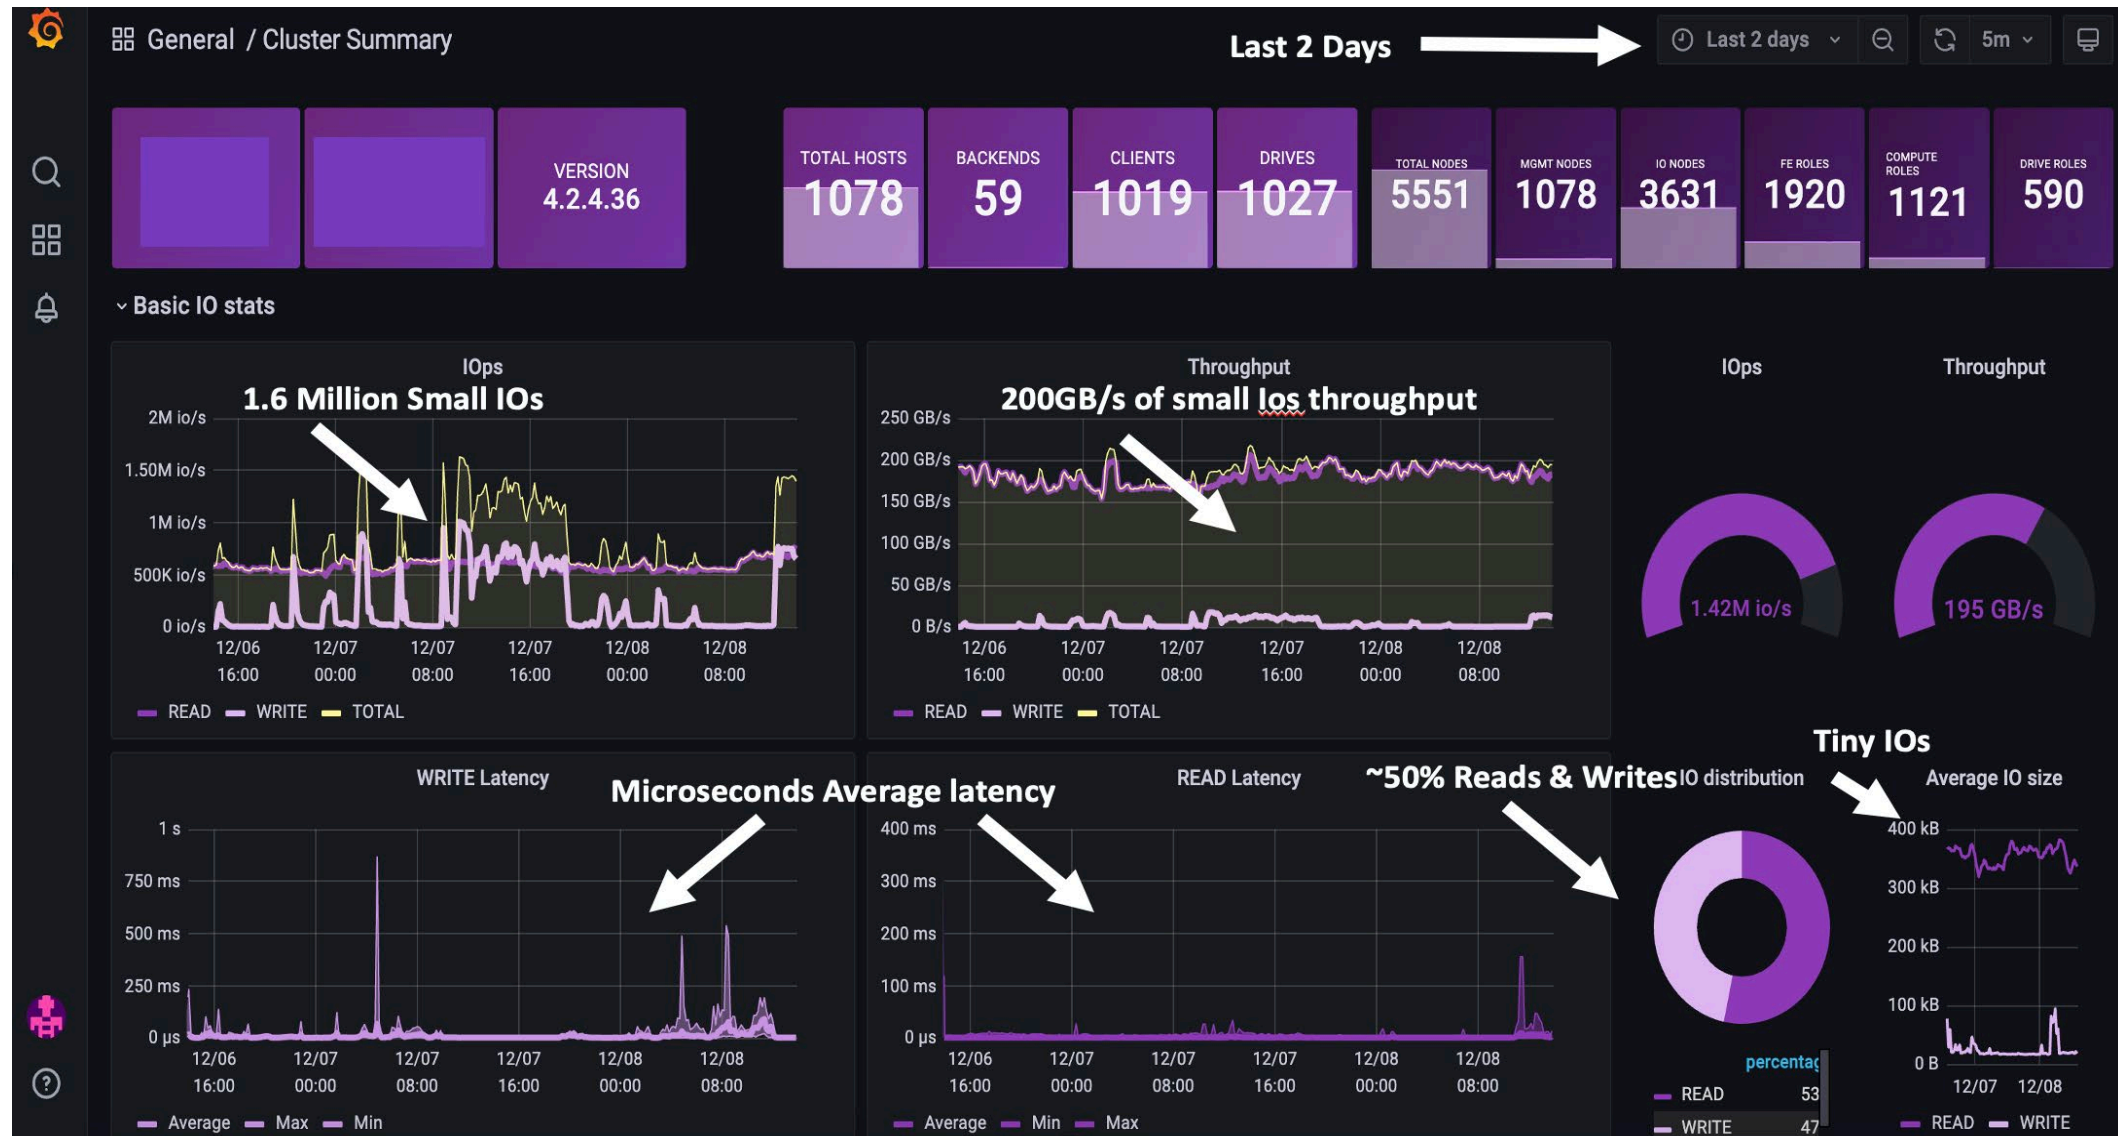 General / Cluster Summary
Last 2 Days
Last 2 days
5m
VERSION
4.2.4.36
TOTAL HOSTS
1078
BACKENDS
59
CLIENTS
1019
DRIVES
1027
TOTAL NODES
5551
MGMT NODES
1078
IO NODES
3631
FE ROLES
1920
COMPUTE
ROLES
1121
DRIVE ROLES
590
Basic IO stats
IOps
1.6 Million Small IOs
2M io/s
1.50M io/s
1M io/s
500K io/s
0 io/s
12/06 12/07 12/07 12/07 12/08 12/08
16:00 00:00 08:00 16:00 00:00 08:00
READ WRITE TOTAL
Throughput
200GB/s of small Ios throughput
250 GB/s
200 GB/s
150 GB/s
100 GB/s
50 GB/s
0 B/s
12/06 12/07 12/07 12/07 12/08 12/08
16:00 00:00 08:00 16:00 00:00 08:00
READ WRITE TOTAL
IOps
1.42M io/s
Throughput
195 GB/s
WRITE Latency
Microseconds Average latency
1 s
750 ms
500 ms
250 ms
0 µs
12/06 12/07 12/07 12/07 12/08 12/08
16:00 00:00 08:00 16:00 00:00 08:00
Average Max Min
READ Latency
400 ms
300 ms
200 ms
100 ms
0 µs
12/06 12/07 12/07 12/07 12/08 12/08
16:00 00:00 08:00 16:00 00:00 08:00
Average Min Max
~50% Reads & Writes
IO distribution
percentag
READ 53
WRITE 47
Tiny IOs
Average IO size
400 kB
300 kB
200 kB
100 kB
0 B
12/07 12/08
READ WRITE